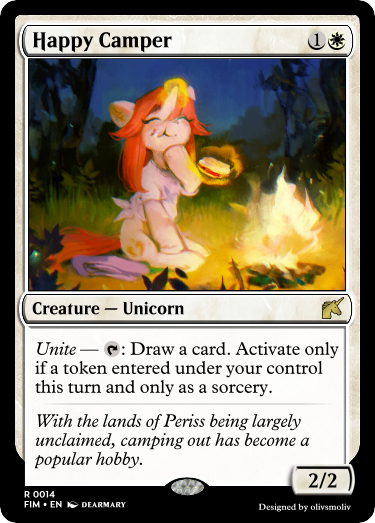 Happy Camper 1
Creature — Unicorn
Unite — : Draw a card. Activate only
if a token entered under your control
this turn and only as a sorcery.
With the lands of Periss being largely
unclaimed, camping out has become a
popular hobby.
2/2
R 0014
FIM • EN DEARMARY
Designed by olivsmoliv